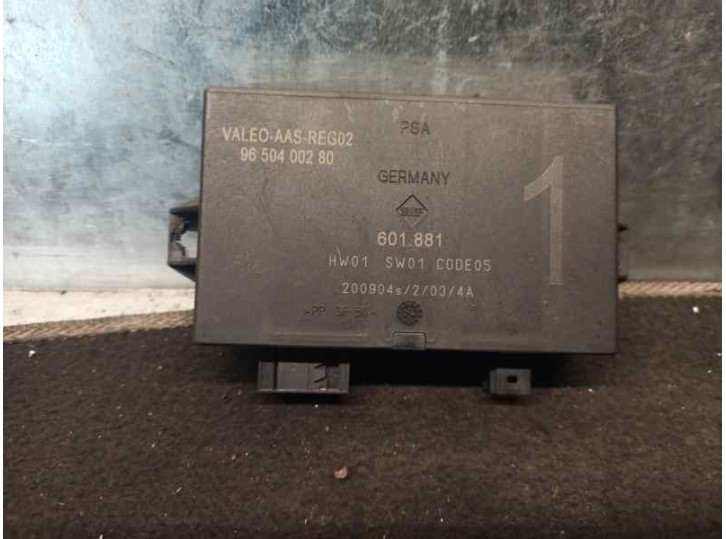 VALEO-AAS-REG02
96 504 002 80
PSA
GERMANY
601.881
HW01 SW01 CODE05
200904s/2/03/4A
1